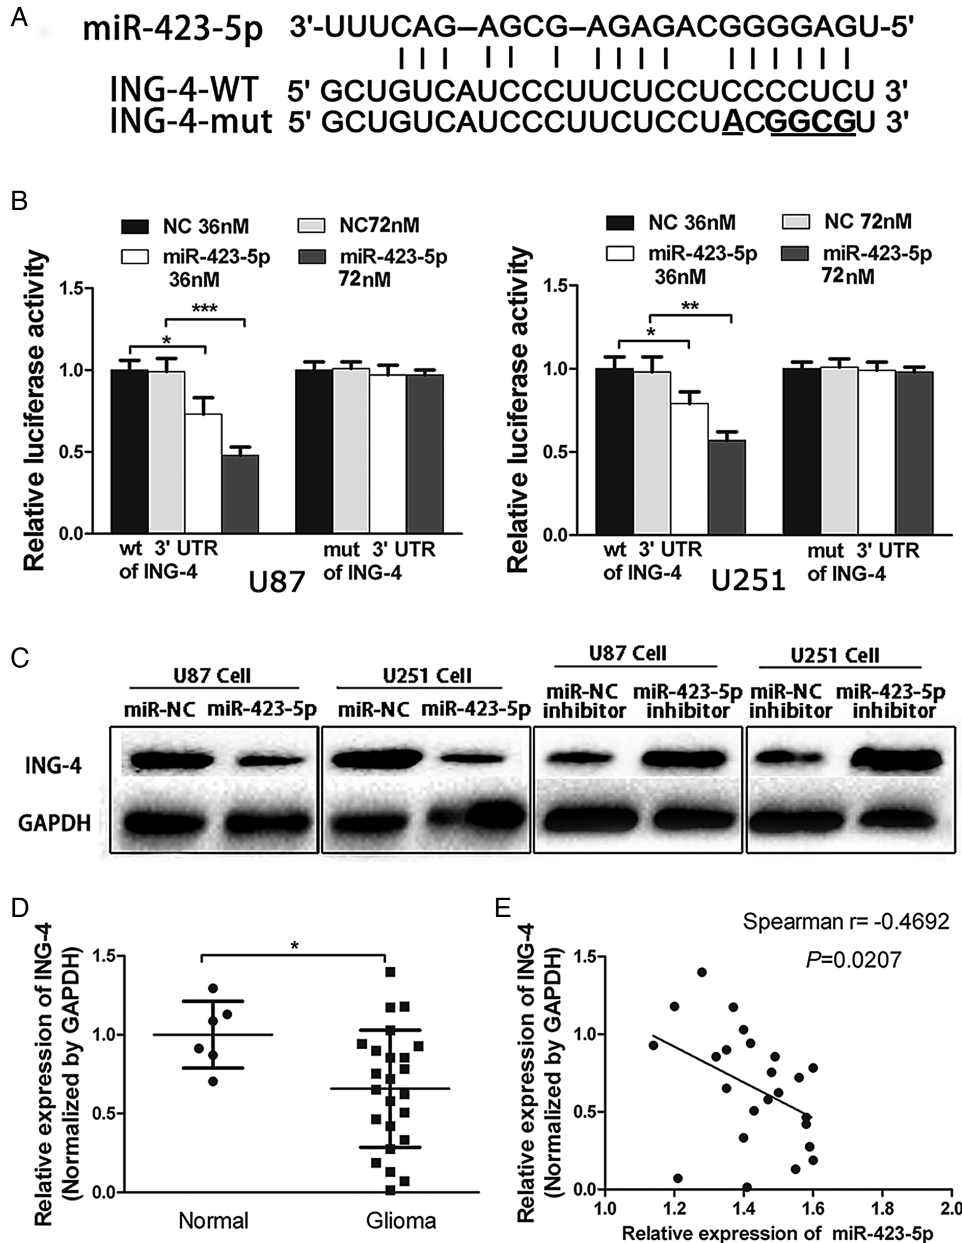 A
miR-423-5p 3'-UUUCAG–AGCG–AGAGACGGGGAGU-5'
ING-4-WT 5' GCUGUCAUCCCUUCUCCUCCCCUCU 3'
ING-4-mut 5' GCUGUCAUCCCUUCUCCUACGGCGU 3'
B
NC 36nM NC72nM
miR-423-5p 36nM miR-423-5p 72nM
Relative luciferase activity
1.5
1.0
0.5
0.0
***
*
wt 3' UTR of ING-4
mut 3' UTR of ING-4
U87
NC 36nM NC 72nM
miR-423-5p 36nM miR-423-5p 72nM
Relative luciferase activity
1.5
1.0
0.5
0.0
**
*
wt 3' UTR of ING-4
mut 3' UTR of ING-4
U251
C
U87 Cell U251 Cell U87 Cell U251 Cell
miR-NC miR-423-5p miR-NC miR-423-5p miR-NC inhibitor miR-423-5p inhibitor miR-NC inhibitor miR-423-5p inhibitor
ING-4
GAPDH
D
Relative expression of ING-4
(Normalized by GAPDH)
1.5
1.0
0.5
0.0
*
Normal Glioma
E
Spearman r= -0.4692
P=0.0207
Relative expression of ING-4
(Normalized by GAPDH)
1.5
1.0
0.5
0.0
1.0 1.2 1.4 1.6 1.8 2.0
Relative expression of miR-423-5p